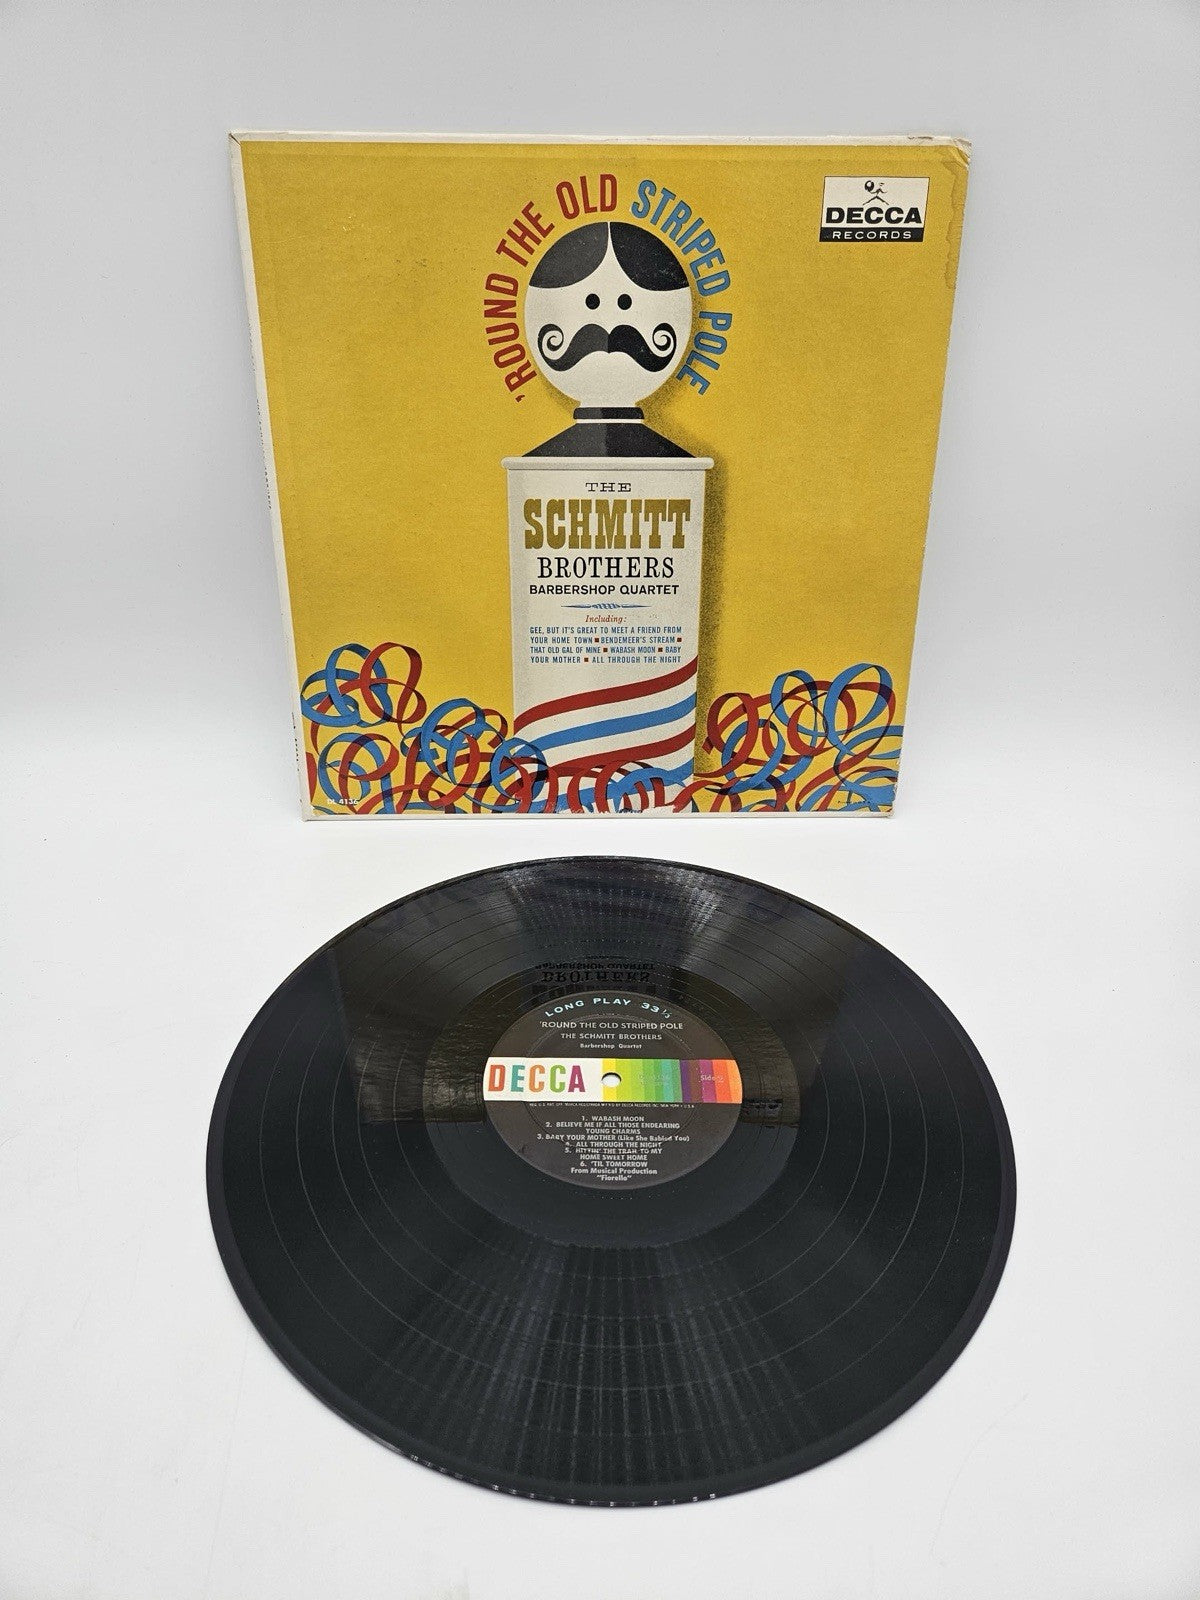 'ROUND THE OLD STRIPED POLE
DECCA
RECORDS
THE
SCHMITT
BROTHERS
BARBERSHOP QUARTET
Including:
GEE, BUT IT'S GREAT TO MEET A FRIEND FROM
YOUR HOME TOWN ■ BENDEMEER'S STREAM ■
THAT OLD GAL OF MINE ■ WABASH MOON ■ BABY
YOUR MOTHER ■ ALL THROUGH THE NIGHT
DL 4136
BARBERSHOP QUARTET
BROTHERS
LONG PLAY 33⅓
'ROUND THE OLD STRIPED POLE
THE SCHMITT BROTHERS
Barbershop Quartet
DECCA
Side 2
1. WABASH MOON
2. BELIEVE ME IF ALL THOSE ENDEARING
YOUNG CHARMS
3. BABY YOUR MOTHER (Like She Babied You)
4. ALL THROUGH THE NIGHT
5. HITTIN' THE TRAIL TO MY
HOME SWEET HOME
6. 'TIL TOMORROW
From Musical Production
"Fiorello"